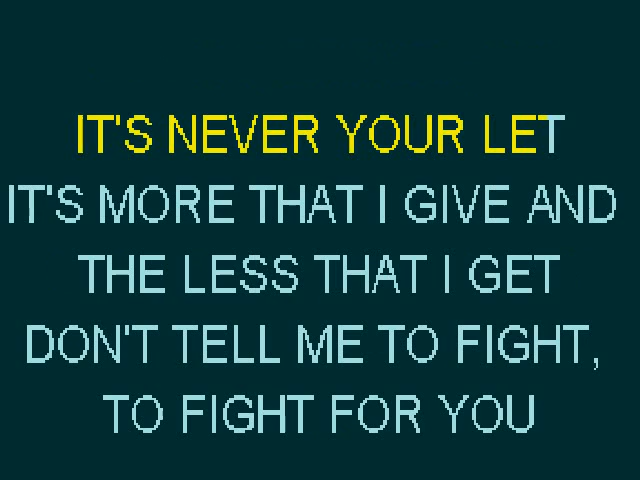 IT'S NEVER YOUR LET
IT'S MORE THAT I GIVE AND
THE LESS THAT I GET
DON'T TELL ME TO FIGHT,
TO FIGHT FOR YOU